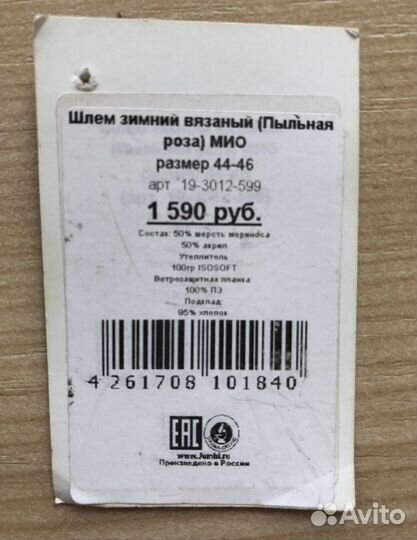 Шлем зимний вязаный (Пыльная
роза) МИО
размер 44-46
арт 19-3012-599
1 590 руб.
Состав: 50% шерсть мериноса
50% акрил
Утеплитель
100гр ISOSOFT
Ветрозащитная планка:
100% ПЭ
Подклад:
95% хлопок
4 261708 101840
EAC
www.Jumbi.ru
Произведено в России
Avito